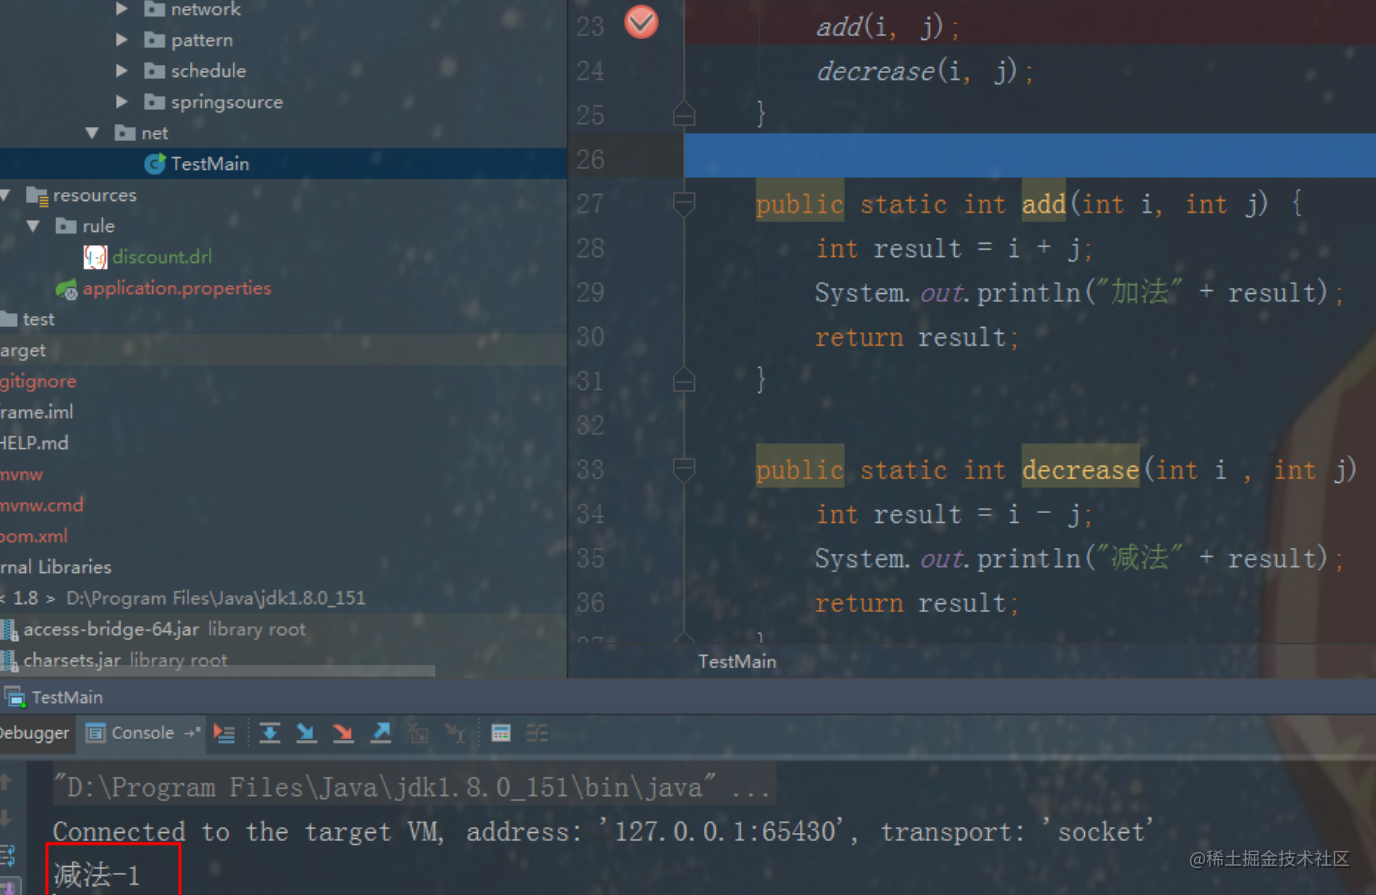 network
pattern
schedule
springsource
net
TestMain
resources
rule
discount.drl
application.properties
test
arget
gitignore
rame.iml
HELP.md
mvnw
mvnw.cmd
pom.xml
rnal Libraries
< 1.8 > D:\Program Files\Java\jdk1.8.0_151
access-bridge-64.jar library root
charsets.jar library root
23 add(i, j);
24 decrease(i, j);
25 }
26
27 public static int add(int i, int j) {
28 int result = i + j;
29 System.out.println("加法" + result);
30 return result;
31 }
32
33 public static int decrease(int i , int j)
34 int result = i - j;
35 System.out.println("减法" + result);
36 return result;
37 }
TestMain
TestMain
Debugger Console
"D:\Program Files\Java\jdk1.8.0_151\bin\java" ...
Connected to the target VM, address: '127.0.0.1:65430', transport: 'socket'
减法-1
@稀土掘金技术社区